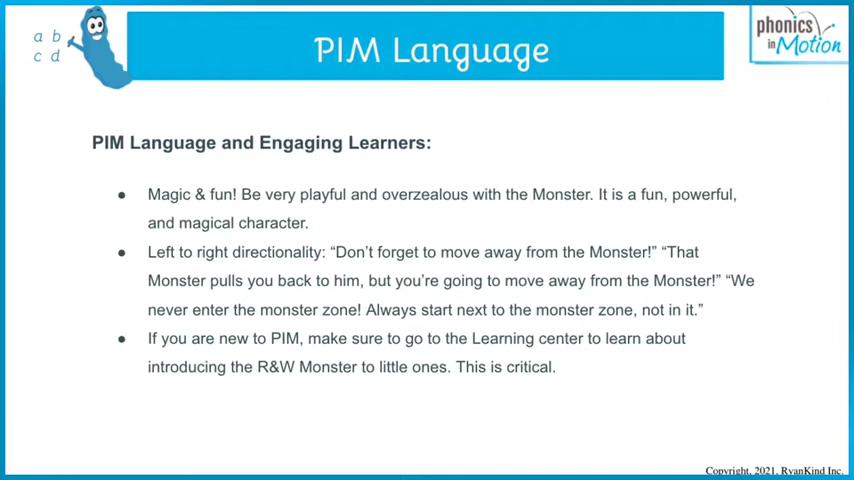 a b
c d
PIM Language
phonics
in Motion
PIM Language and Engaging Learners:
● Magic & fun! Be very playful and overzealous with the Monster. It is a fun, powerful,
and magical character.
● Left to right directionality: “Don’t forget to move away from the Monster!” “That
Monster pulls you back to him, but you’re going to move away from the Monster!” “We
never enter the monster zone! Always start next to the monster zone, not in it.”
● If you are new to PIM, make sure to go to the Learning center to learn about
introducing the R&W Monster to little ones. This is critical.
Copyright, 2021, RyanKind Inc.